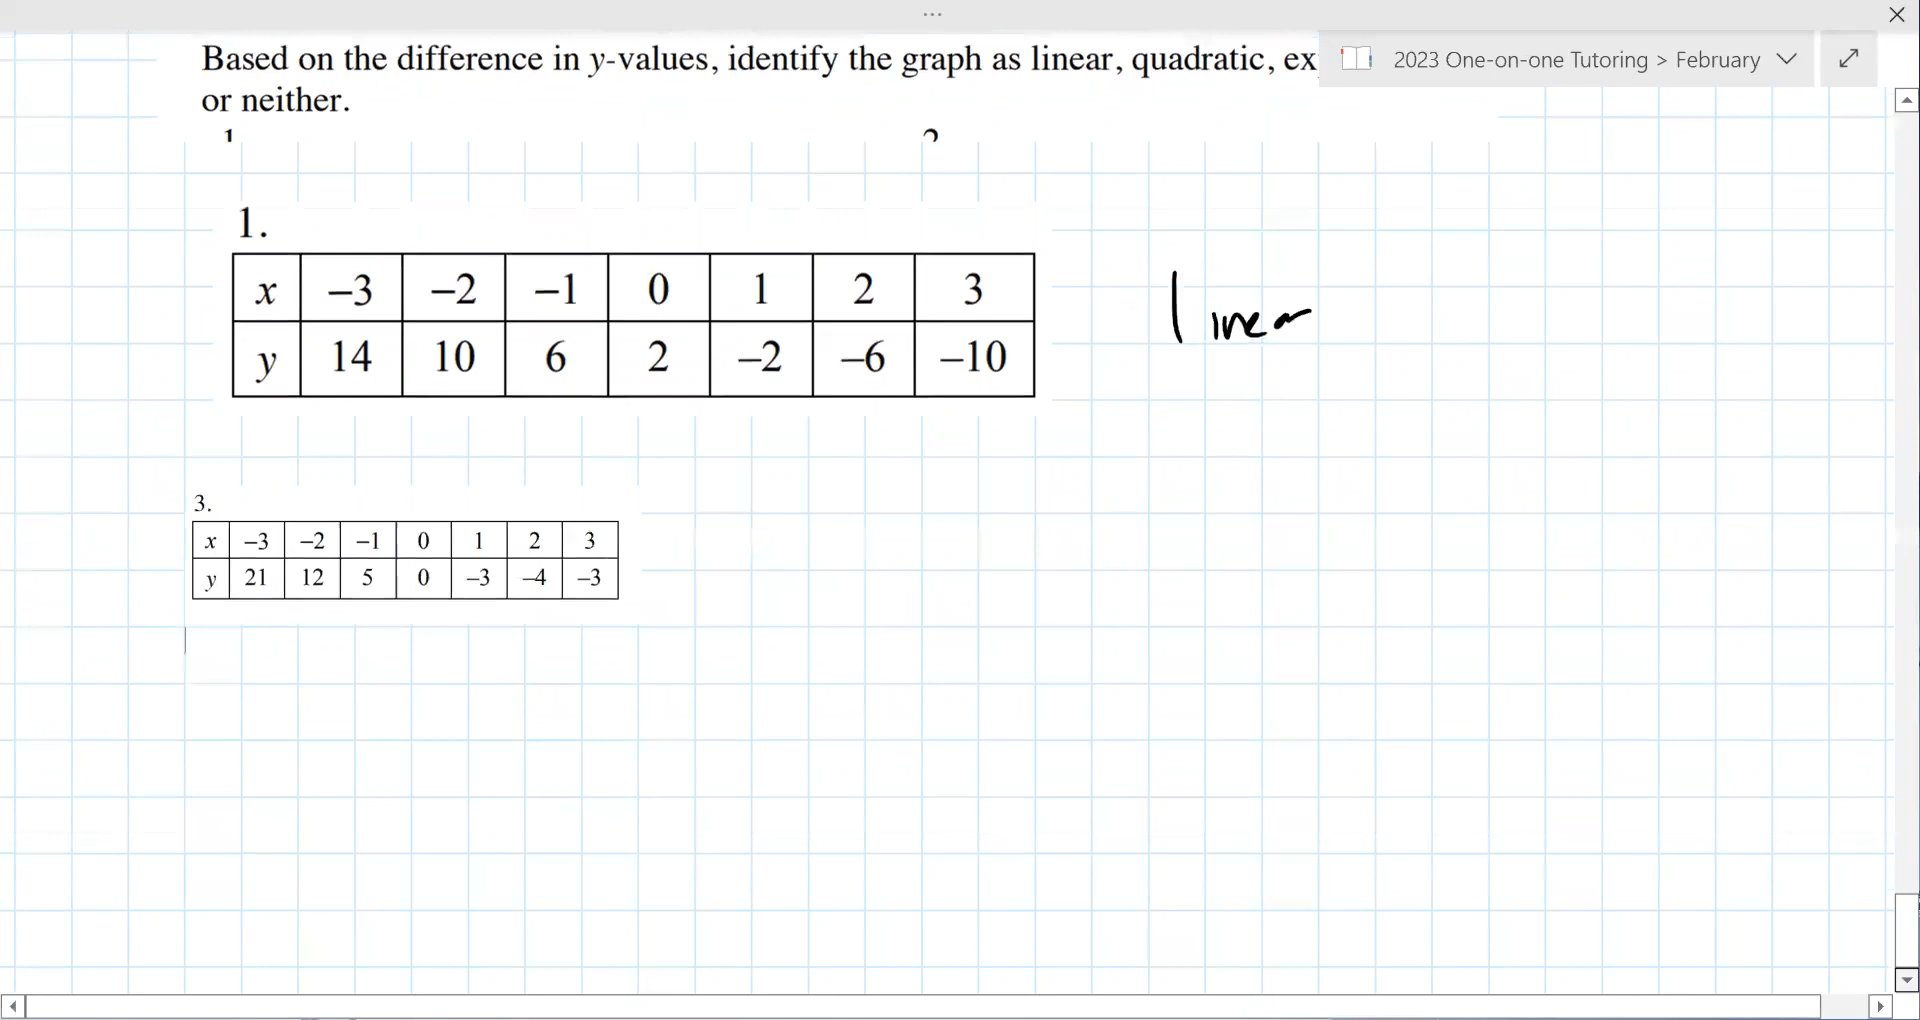 ...
Based on the difference in y-values, identify the graph as linear, quadratic, ex
2023 One-on-one Tutoring > February
or neither.
1.
x −3 −2 −1 0 1 2 3
y 14 10 6 2 −2 −6 −10
linear
3.
x −3 −2 −1 0 1 2 3
y 21 12 5 0 −3 −4 −3